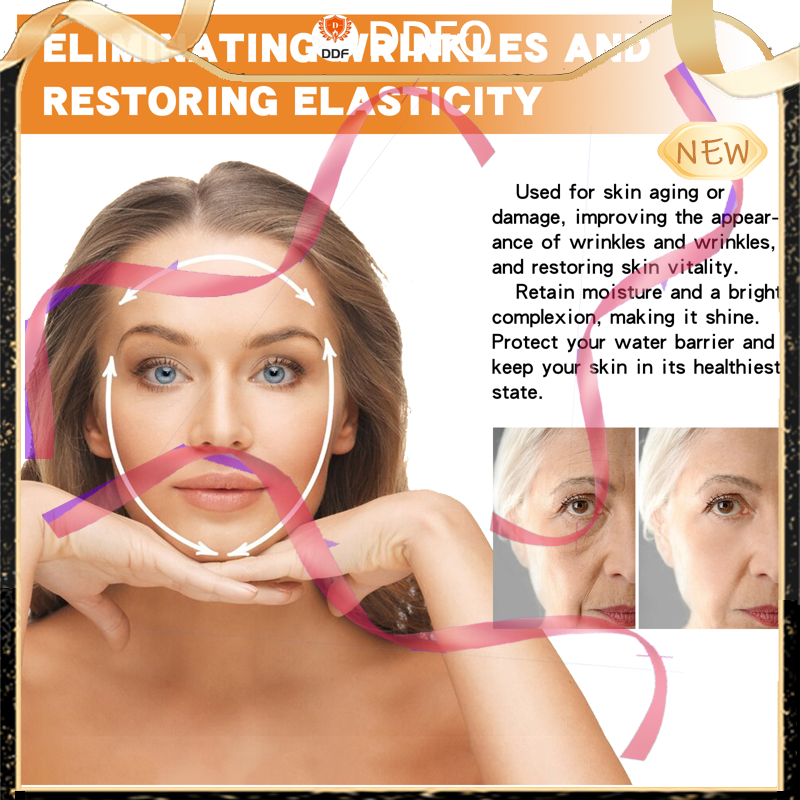 DDFQ
DDF
ELIMINATING WRINKLES AND
RESTORING ELASTICITY
NEW
Used for skin aging or
damage, improving the appear-
ance of wrinkles and wrinkles,
and restoring skin vitality.
Retain moisture and a bright
complexion, making it shine.
Protect your water barrier and
keep your skin in its healthiest
state.